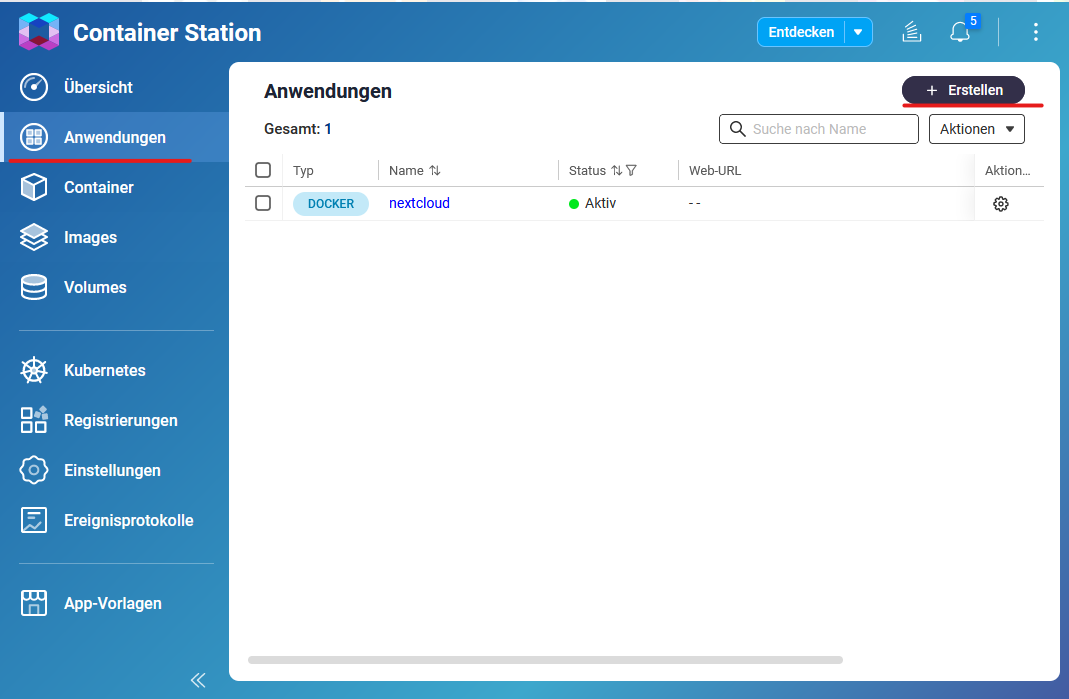 Container Station
Entdecken
5
Übersicht
Anwendungen
Container
Images
Volumes
Kubernetes
Registrierungen
Einstellungen
Ereignisprotokolle
App-Vorlagen
Anwendungen
+ Erstellen
Gesamt: 1
Suche nach Name
Aktionen
Typ Name Status Web-URL Aktion...
DOCKER nextcloud Aktiv --